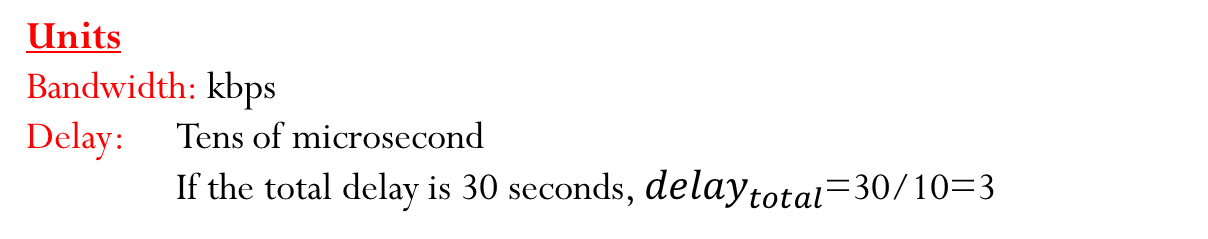 Units
Bandwidth: kbps
Delay: Tens of microsecond
If the total delay is 30 seconds, delay_total=30/10=3